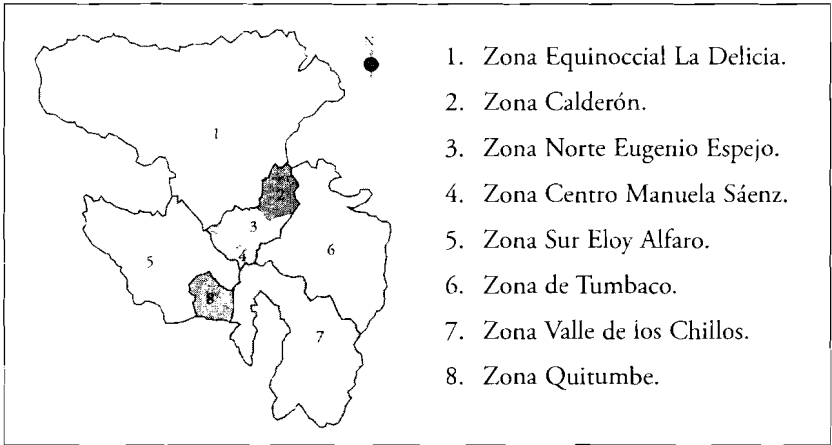 N
1
2
3
4
5
6
7
8
1. Zona Equinoccial La Delicia.
2. Zona Calderón.
3. Zona Norte Eugenio Espejo.
4. Zona Centro Manuela Sáenz.
5. Zona Sur Eloy Alfaro.
6. Zona de Tumbaco.
7. Zona Valle de los Chillos.
8. Zona Quitumbe.